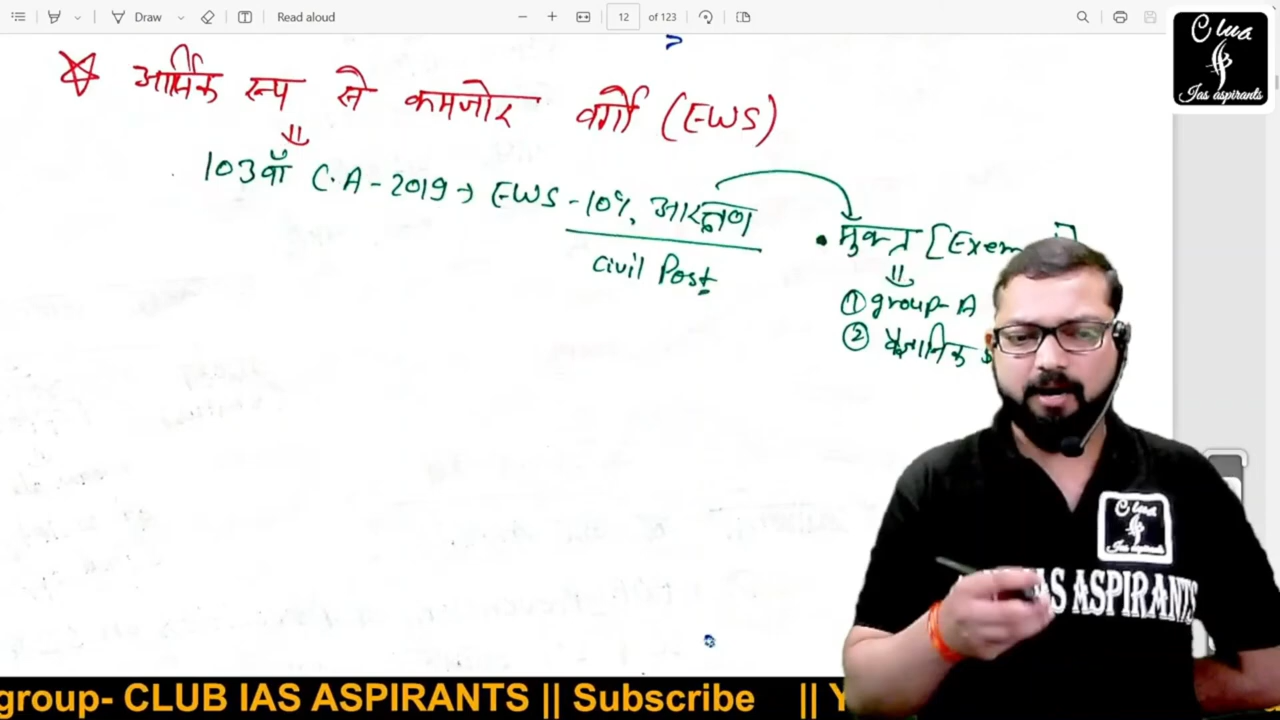 Draw
Read aloud
12 of 123
Club
Ias aspirants
आर्थिक रूप से कमजोर वर्गों (EWS)
103वाँ C.A - 2019 → EWS - 10% आरक्षण
Civil Post
• मुक्त [Exem
① group- A
②
IAS ASPIRANTS
group- CLUB IAS ASPIRANTS || Subscribe || Y